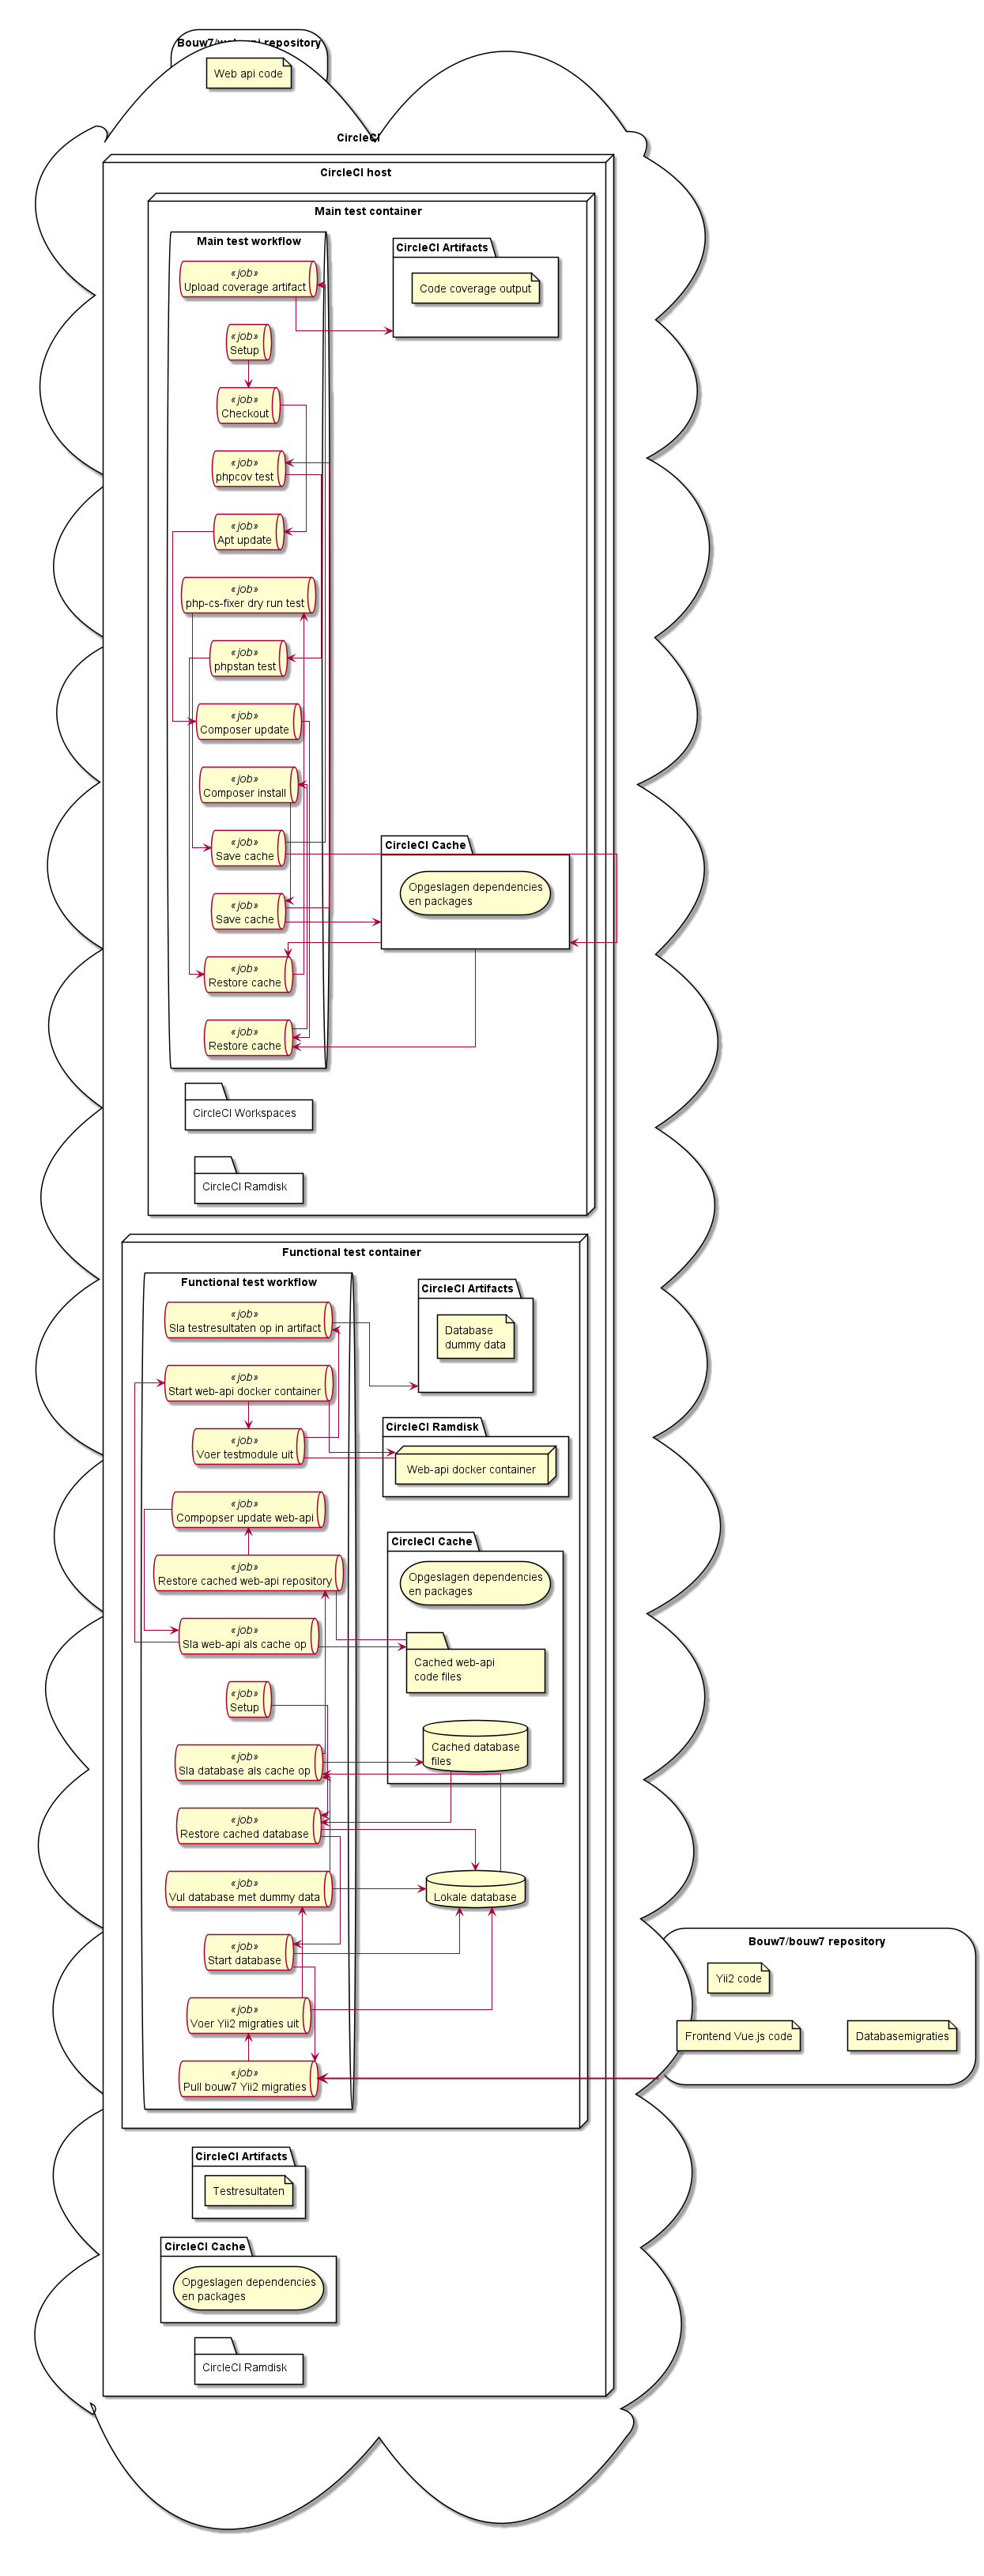 Bouw7/web-api repository
Web api code
CircleCI
CircleCI host
Main test container
Main test workflow
«job»
Upload coverage artifact
«job»
Setup
«job»
Checkout
«job»
phpcov test
«job»
Apt update
«job»
php-cs-fixer dry run test
«job»
phpstan test
«job»
Composer update
«job»
Composer install
«job»
Save cache
«job»
Save cache
«job»
Restore cache
«job»
Restore cache
CircleCI Artifacts
Code coverage output
CircleCI Cache
Opgeslagen dependencies
en packages
CircleCI Workspaces
CircleCI Ramdisk
Functional test container
Functional test workflow
«job»
Sla testresultaten op in artifact
«job»
Start web-api docker container
«job»
Voer testmodule uit
«job»
Compopser update web-api
«job»
Restore cached web-api repository
«job»
Sla web-api als cache op
«job»
Setup
«job»
Sla database als cache op
«job»
Restore cached database
«job»
Vul database met dummy data
«job»
Start database
«job»
Voer Yii2 migraties uit
«job»
Pull bouw7 Yii2 migraties
CircleCI Artifacts
Database
dummy data
CircleCI Ramdisk
Web-api docker container
CircleCI Cache
Opgeslagen dependencies
en packages
Cached web-api
code files
Cached database
files
Lokale database
Bouw7/bouw7 repository
Yii2 code
Frontend Vue.js code
Databasemigraties
CircleCI Artifacts
Testresultaten
CircleCI Cache
Opgeslagen dependencies
en packages
CircleCI Ramdisk